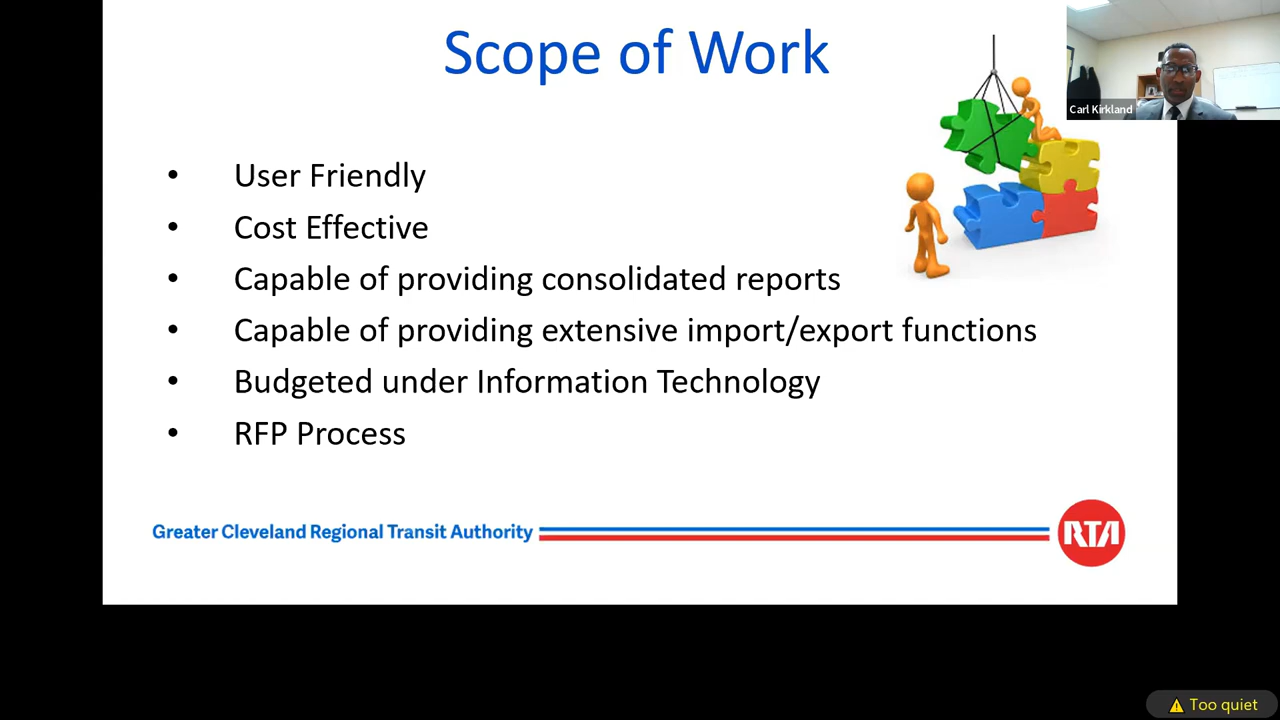 Scope of Work
Carl Kirkland
• User Friendly
• Cost Effective
• Capable of providing consolidated reports
• Capable of providing extensive import/export functions
• Budgeted under Information Technology
• RFP Process
Greater Cleveland Regional Transit Authority
RTA
Too quiet